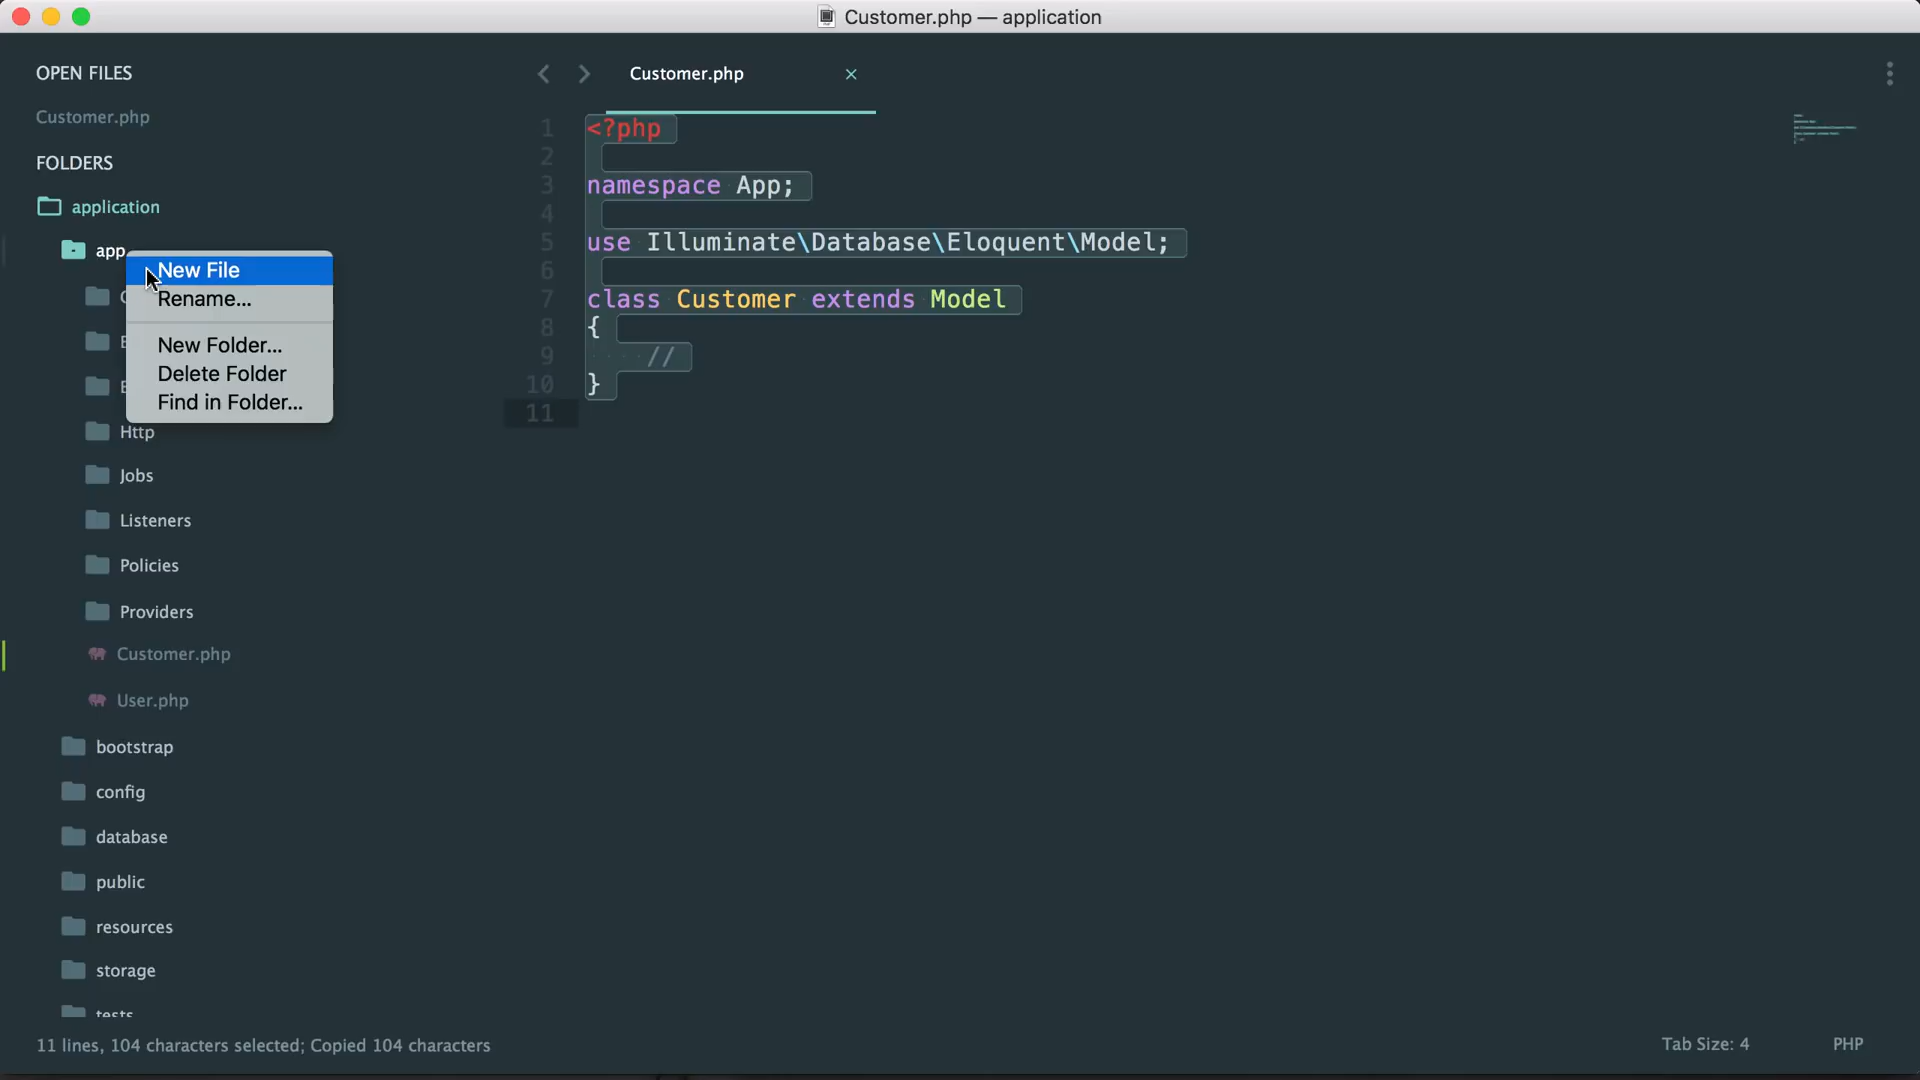 Customer.php — application
OPEN FILES
Customer.php
FOLDERS
application
app
New File
Rename...
New Folder...
Delete Folder
Find in Folder...
Http
Jobs
Listeners
Policies
Providers
Customer.php
User.php
bootstrap
config
database
public
resources
storage
tests
Customer.php ×
1 <?php
2
3 namespace App;
4
5 use Illuminate\Database\Eloquent\Model;
6
7 class Customer extends Model
8 {
9 //
10 }
11
11 lines, 104 characters selected; Copied 104 characters
Tab Size: 4
PHP